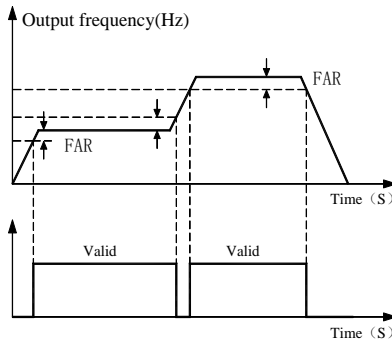 Output frequency(Hz)
FAR
FAR
Time（S）
Valid
Valid
Time（S）